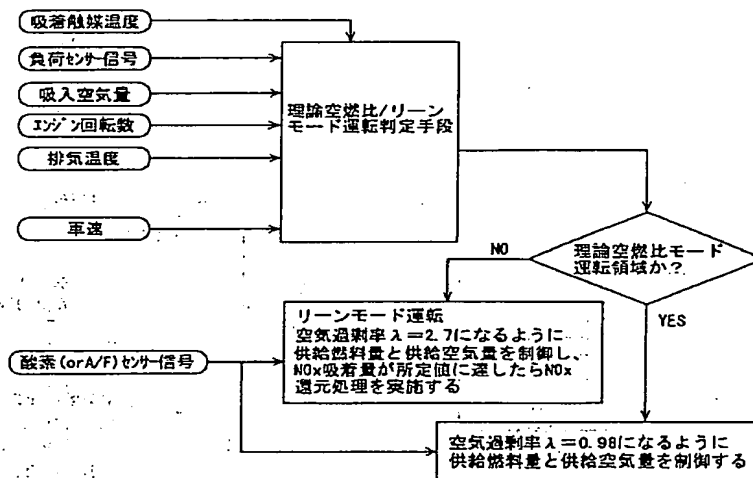 吸着触媒温度
負荷センサー信号
吸入空気量
エンジン回転数
排気温度
車速
理論空燃比/リーン
モード運転判定手段
理論空燃比モード
運転領域か?
NO
YES
リーンモード運転
空気過剰率λ=2.7になるように
供給燃料量と供給空気量を制御し、
NOx吸着量が所定値に達したらNOx
還元処理を実施する
酸素(orA/F)センサー信号
空気過剰率λ=0.98になるように
供給燃料量と供給空気量を制御する